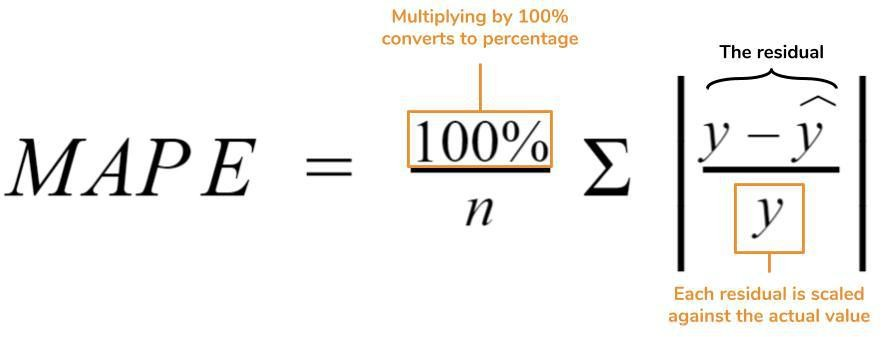 Multiplying by 100%
converts to percentage
The residual
MAPE = 100%/n Σ |(y − ŷ)/y|
Each residual is scaled
against the actual value